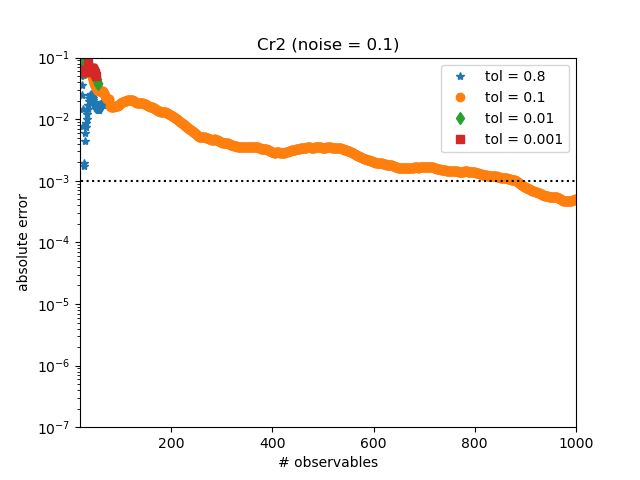 Cr2 (noise = 0.1)
absolute error
10⁻¹
10⁻²
10⁻³
10⁻⁴
10⁻⁵
10⁻⁶
10⁻⁷
tol = 0.8
tol = 0.1
tol = 0.01
tol = 0.001
200 400 600 800 1000
# observables